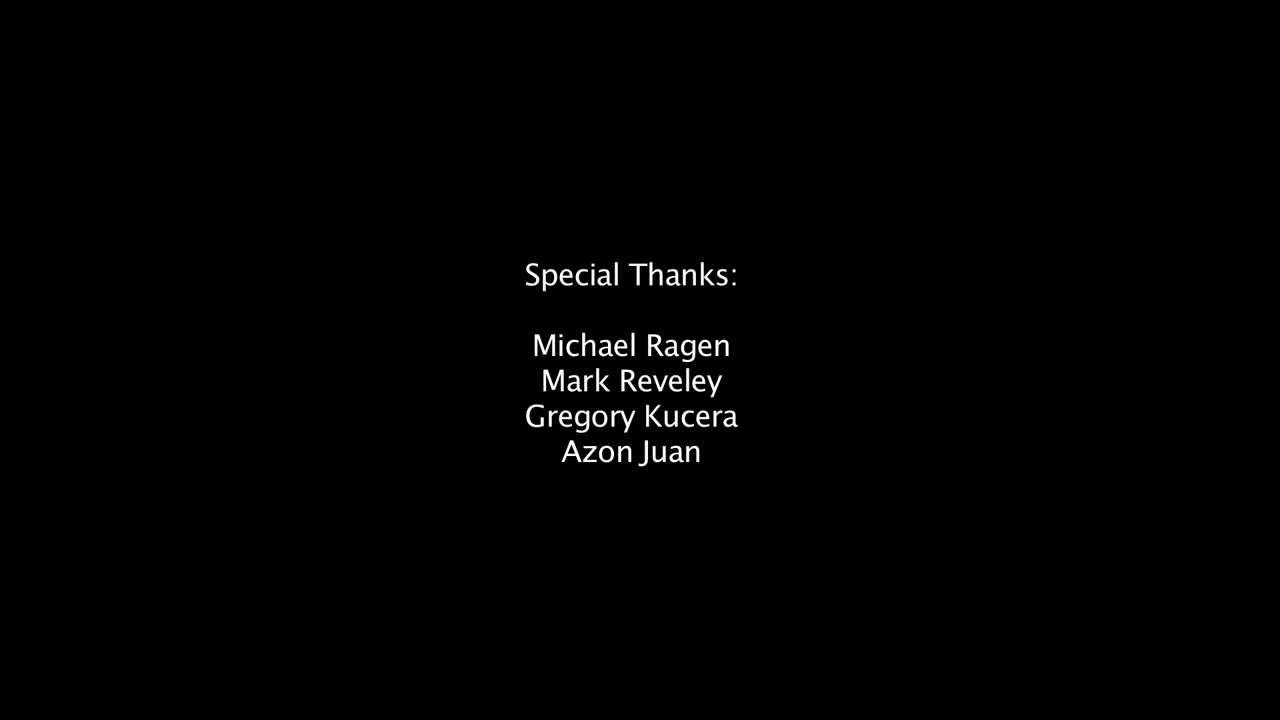 Special Thanks:
Michael Ragen
Mark Reveley
Gregory Kucera
Azon Juan